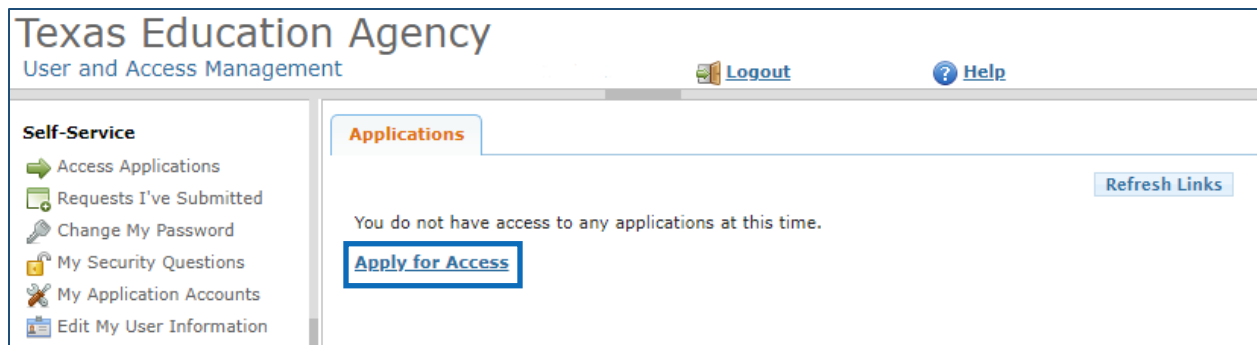 Texas Education Agency
User and Access Management
Logout
Help
Self-Service
Access Applications
Requests I've Submitted
Change My Password
My Security Questions
My Application Accounts
Edit My User Information
Applications
Refresh Links
You do not have access to any applications at this time.
Apply for Access